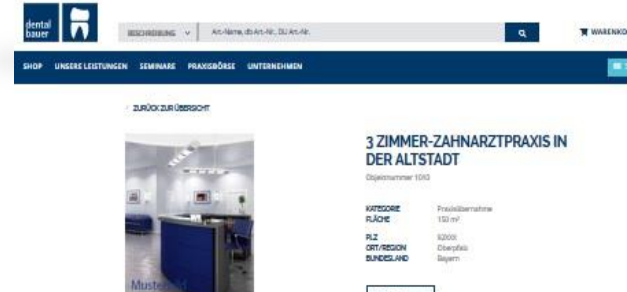 dental
bauer
BESCHREIBUNG
Art.-Name, db Art.-Nr., DU Art.-Nr.
WARENKO
SHOP UNSERE LEISTUNGEN SEMINARE PRAXISBÖRSE UNTERNEHMEN
ZURÜCK ZUR ÜBERSICHT
3 ZIMMER-ZAHNARZTPRAXIS IN
DER ALTSTADT
Objektnummer 1010
KATEGORIE Praxisübernahme
FLÄCHE 150 m²
PLZ
ORT/REGION Oberpfalz
BUNDESLAND Bayern